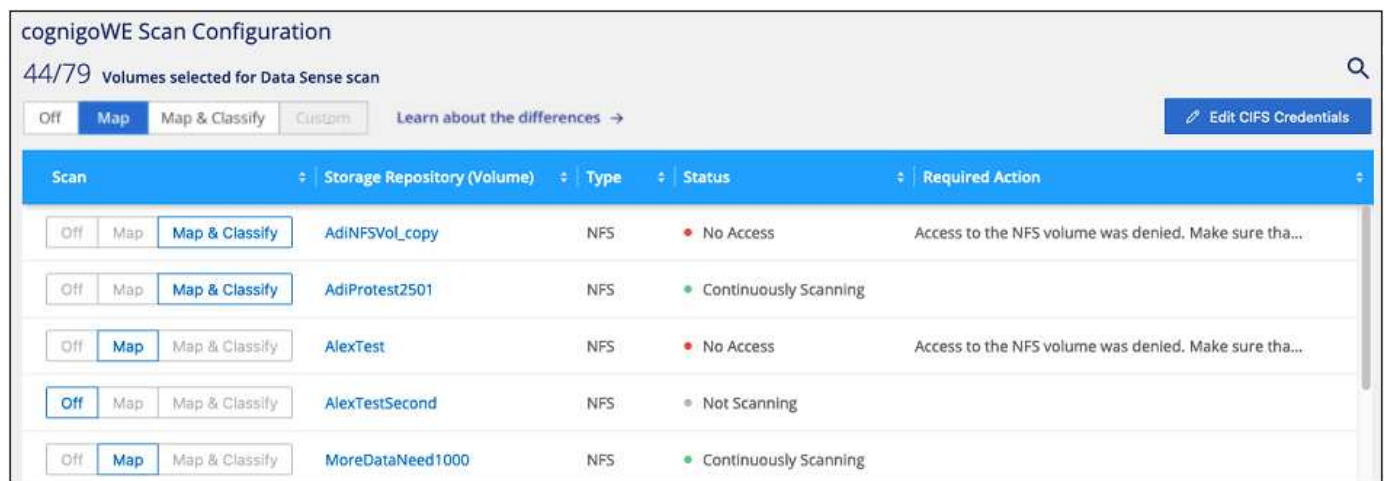 cognigoWE Scan Configuration
44/79 Volumes selected for Data Sense scan
Off Map Map & Classify Custom Learn about the differences → Edit CIFS Credentials
Scan Storage Repository (Volume) Type Status Required Action
Off Map Map & Classify AdiNFSVol_copy NFS No Access Access to the NFS volume was denied. Make sure tha...
Off Map Map & Classify AdiProtest2501 NFS Continuously Scanning
Off Map Map & Classify AlexTest NFS No Access Access to the NFS volume was denied. Make sure tha...
Off Map Map & Classify AlexTestSecond NFS Not Scanning
Off Map Map & Classify MoreDataNeed1000 NFS Continuously Scanning